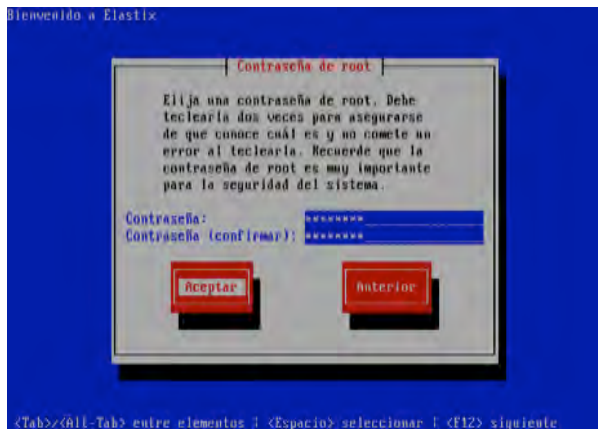 Bienvenido a Elastix
Contraseña de root
Elija una contraseña de root. Debe
teclearla dos veces para asegurarse
de que conoce cuál es y no comete un
error al teclearla. Recuerde que la
contraseña de root es muy importante
para la seguridad del sistema.
Contraseña: ********
Contraseña (confirmar): ********
Aceptar Anterior
<Tab>/<Alt-Tab> entre elementos | <Espacio> seleccionar | <F12> siguiente